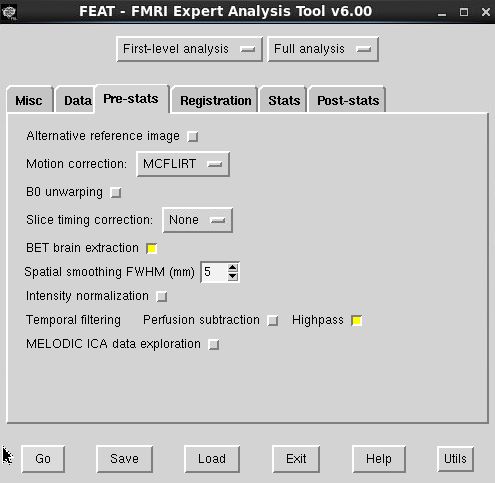 FEAT - FMRI Expert Analysis Tool v6.00
First-level analysis Full analysis
Misc Data Pre-stats Registration Stats Post-stats
Alternative reference image
Motion correction: MCFLIRT
B0 unwarping
Slice timing correction: None
BET brain extraction
Spatial smoothing FWHM (mm) 5
Intensity normalization
Temporal filtering Perfusion subtraction Highpass
MELODIC ICA data exploration
Go Save Load Exit Help Utils